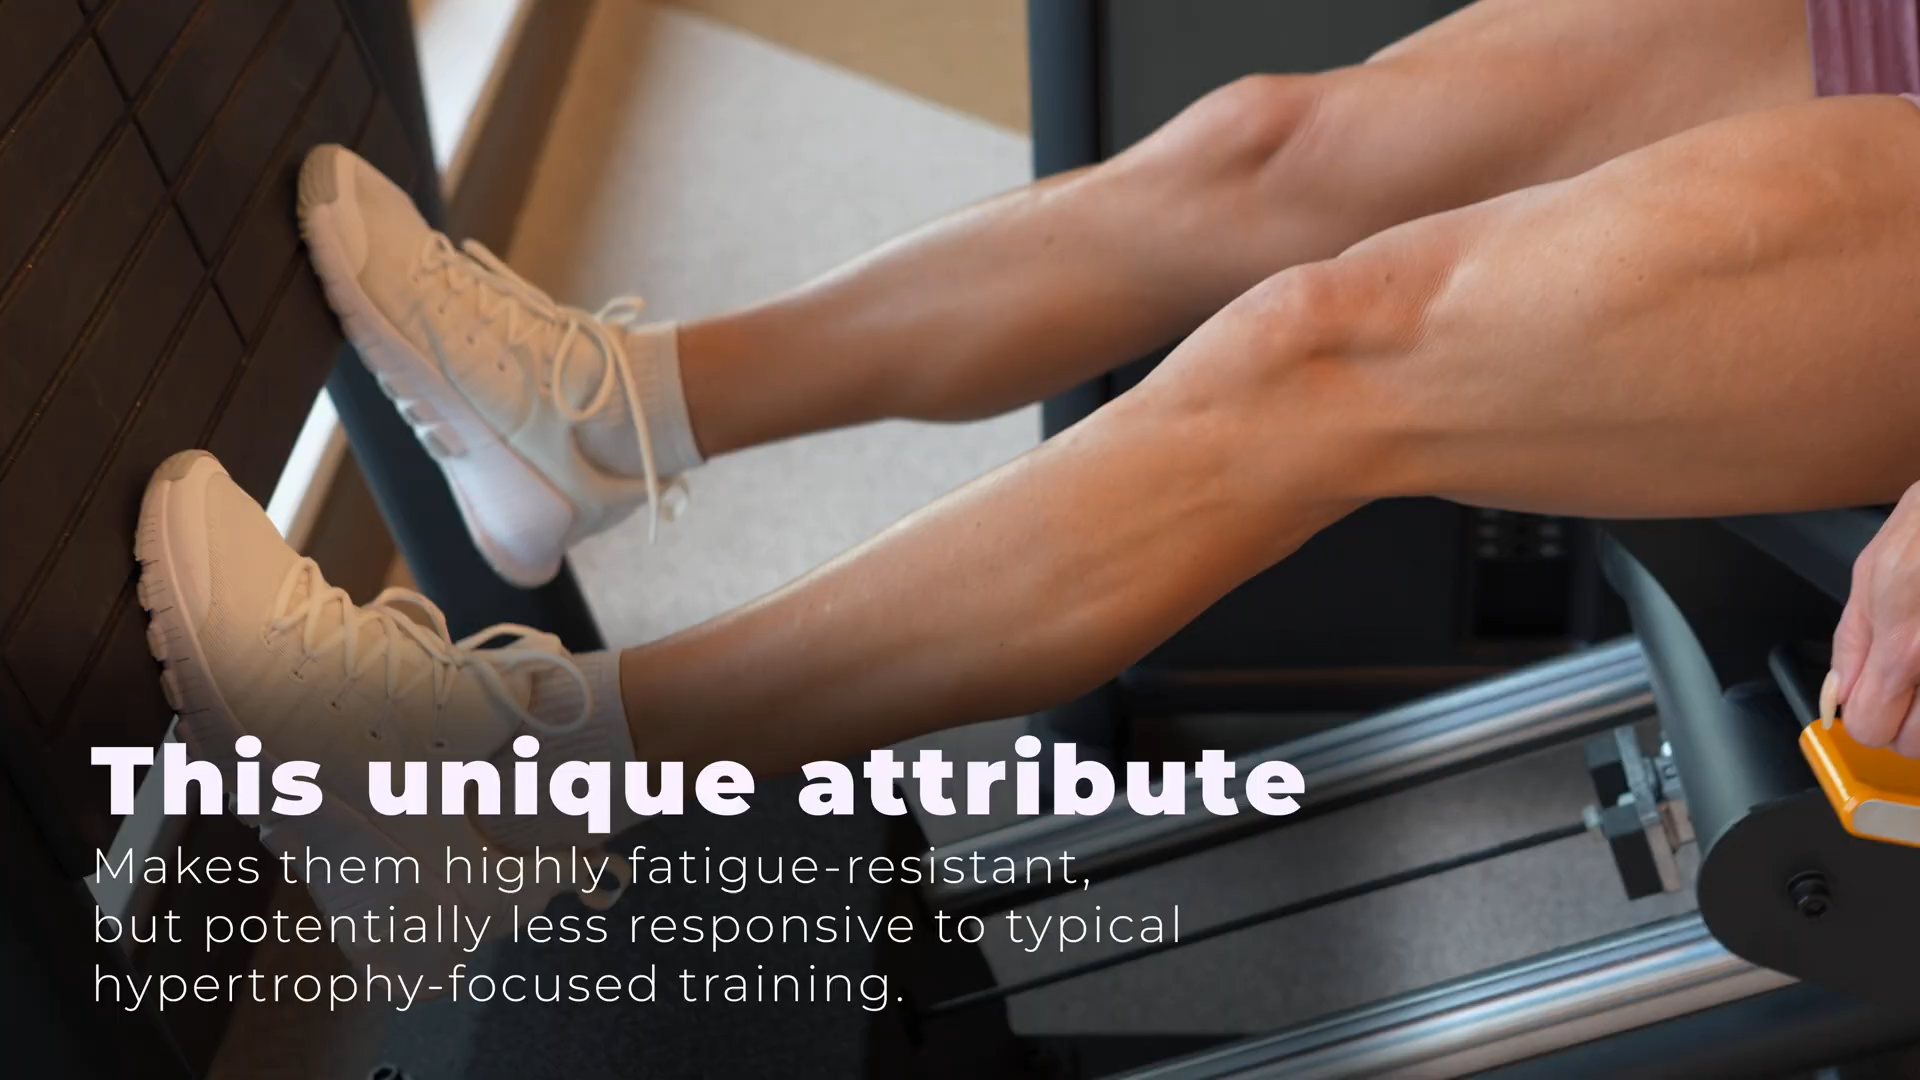 This unique attribute
Makes them highly fatigue-resistant,
but potentially less responsive to typical
hypertrophy-focused training.